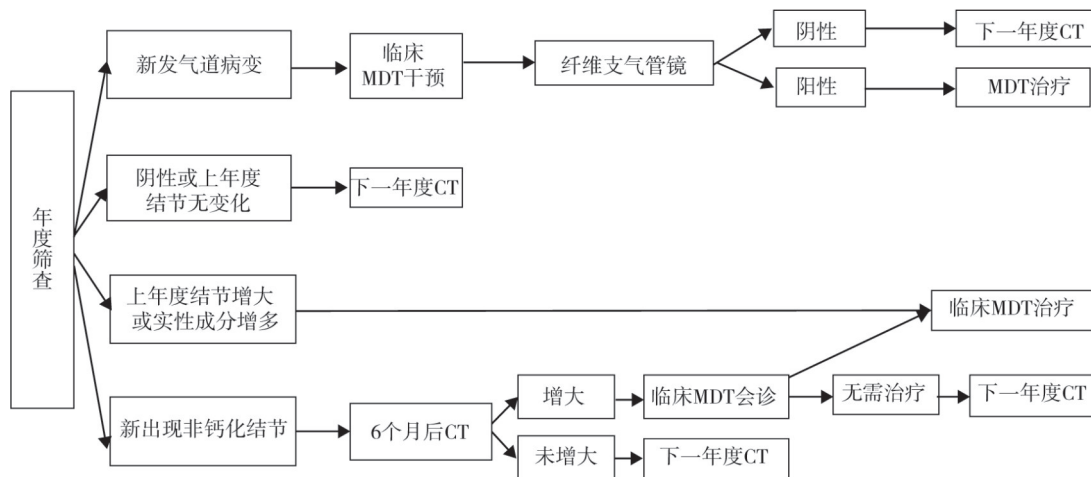 年度筛查
新发气道病变
临床
MDT干预
纤维支气管镜
阴性
下一年度CT
阳性
MDT治疗
阴性或上年度
结节无变化
下一年度CT
上年度结节增大
或实性成分增多
临床MDT治疗
新出现非钙化结节
6个月后CT
增大
临床MDT会诊
无需治疗
下一年度CT
未增大
下一年度CT